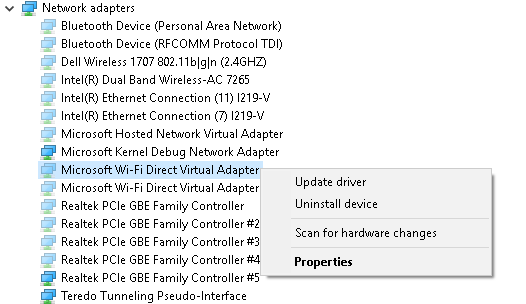 Network adapters
Bluetooth Device (Personal Area Network)
Bluetooth Device (RFCOMM Protocol TDI)
Dell Wireless 1707 802.11b|g|n (2.4GHZ)
Intel(R) Dual Band Wireless-AC 7265
Intel(R) Ethernet Connection (11) I219-V
Intel(R) Ethernet Connection (7) I219-V
Microsoft Hosted Network Virtual Adapter
Microsoft Kernel Debug Network Adapter
Microsoft Wi-Fi Direct Virtual Adapter
Microsoft Wi-Fi Direct Virtual Adapter
Realtek PCIe GBE Family Controller
Realtek PCIe GBE Family Controller #2
Realtek PCIe GBE Family Controller #3
Realtek PCIe GBE Family Controller #4
Realtek PCIe GBE Family Controller #5
Teredo Tunneling Pseudo-Interface
Update driver
Uninstall device
Scan for hardware changes
Properties